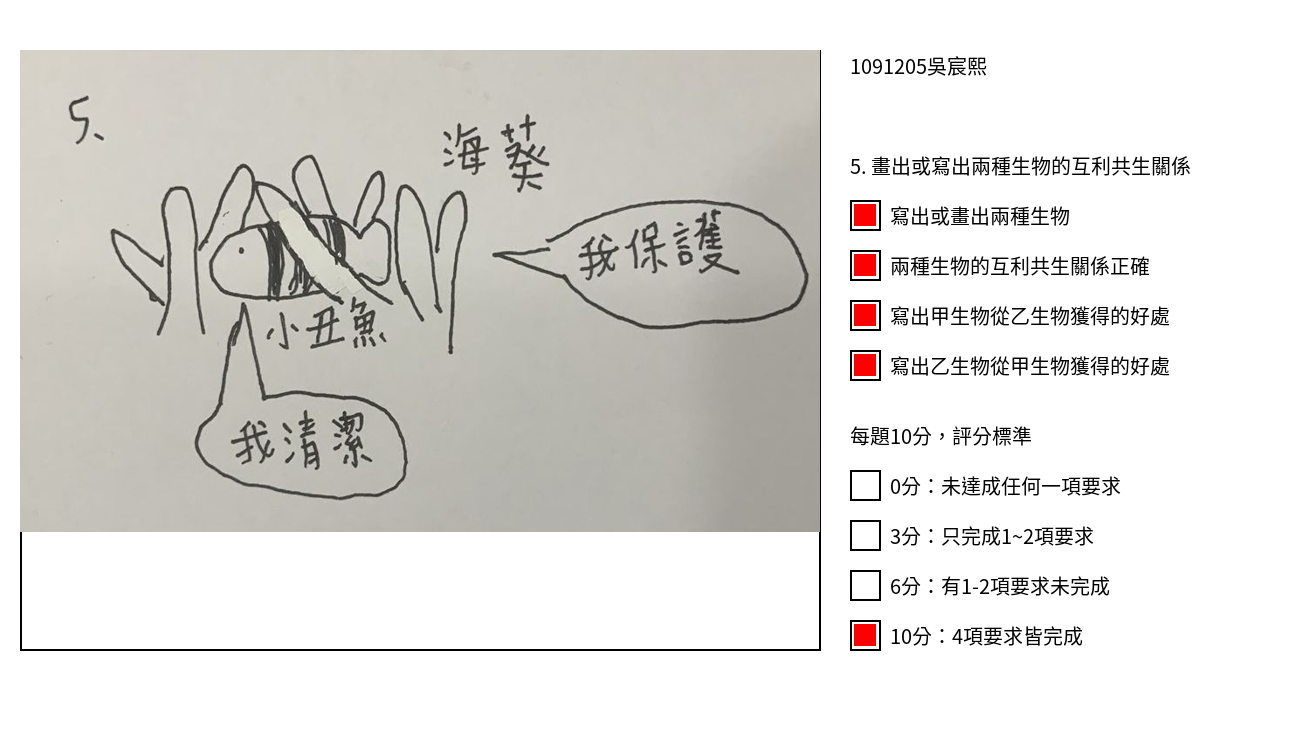 5、
海葵
我保護
小丑魚
我清潔
1091205吳宸熙
5. 畫出或寫出兩種生物的互利共生關係
寫出或畫出兩種生物
兩種生物的互利共生關係正確
寫出甲生物從乙生物獲得的好處
寫出乙生物從甲生物獲得的好處
每題10分，評分標準
0分：未達成任何一項要求
3分：只完成1~2項要求
6分：有1-2項要求未完成
10分：4項要求皆完成